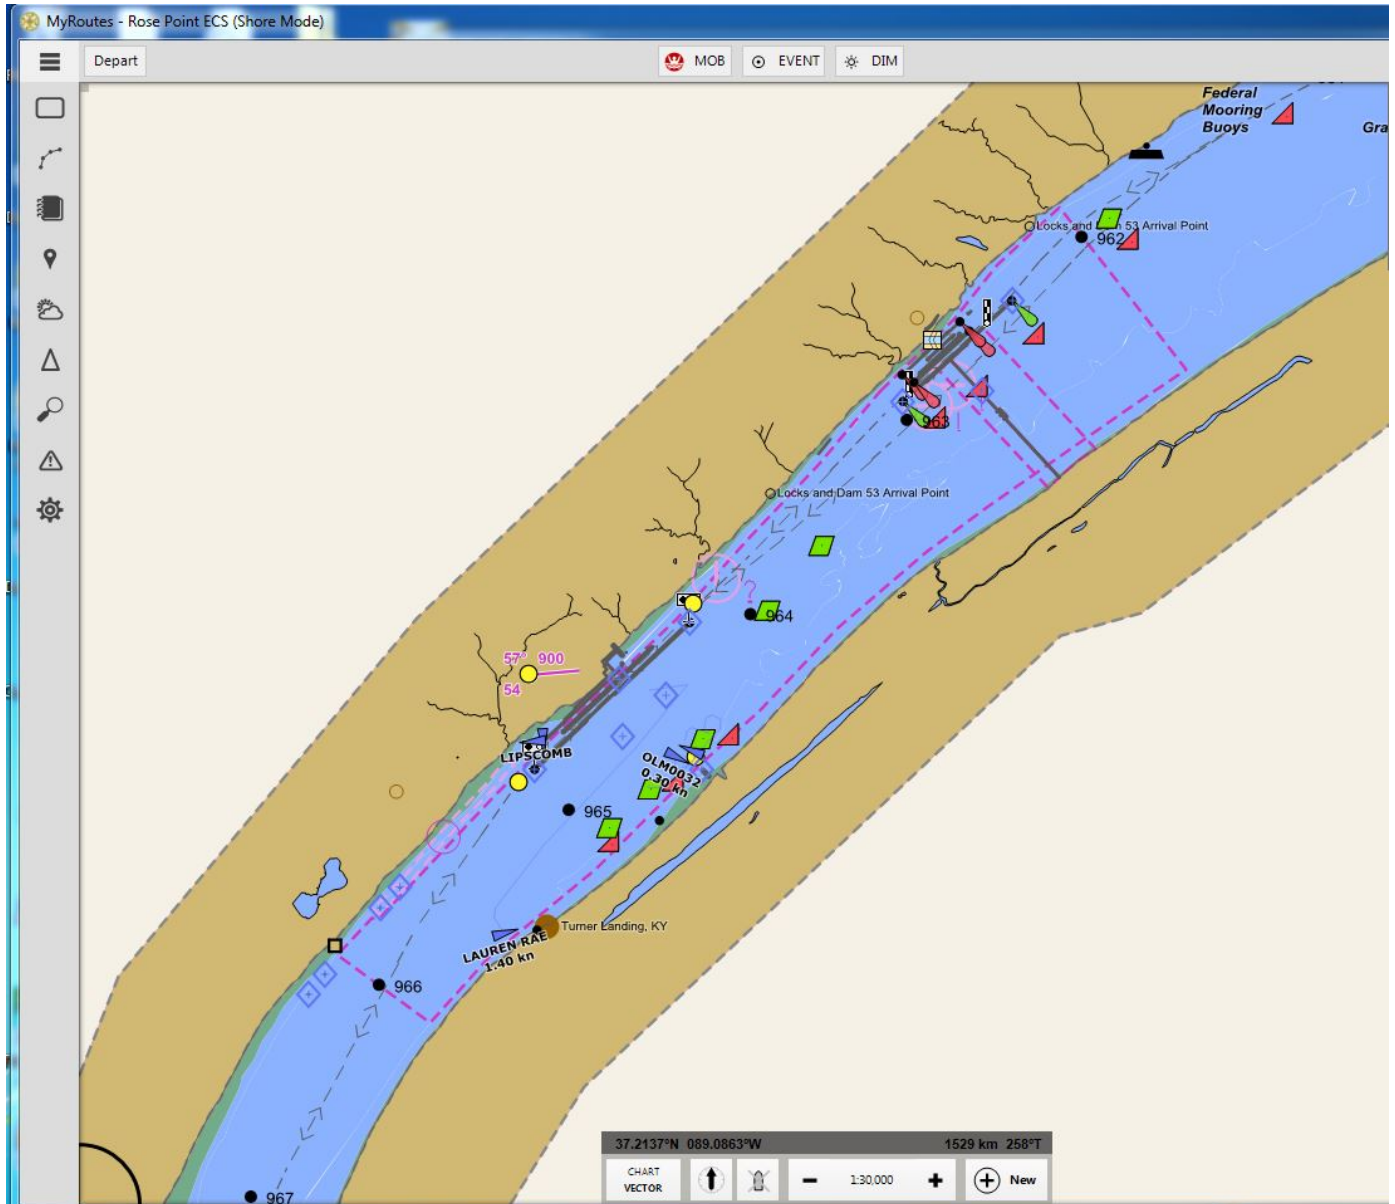 MyRoutes - Rose Point ECS (Shore Mode)
Depart
MOB
EVENT
DIM
Federal
Mooring
Buoys
Gra
Locks and Dam 53 Arrival Point
962
963
Locks and Dam 53 Arrival Point
?
964
57° 900
54
LIPSCOMB
OLM0032
0.30 kn
965
Turner Landing, KY
LAUREN RAE
1.40 kn
966
967
37.2137°N 089.0863°W
1529 km 258°T
CHART
VECTOR
1:30,000
New